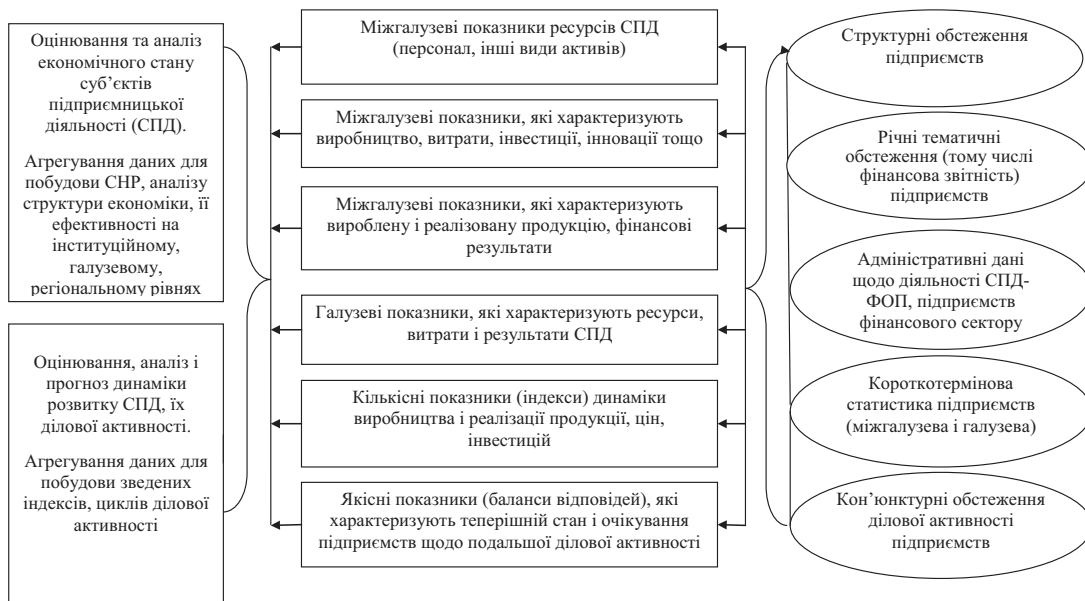 Оцінювання та аналіз
економічного стану
суб’єктів
підприємницької
діяльності (СПД).
Агрегування даних для
побудови СНР, аналізу
структури економіки, її
ефективності на
інституційному,
галузевому,
регіональному рівнях
Оцінювання, аналіз і
прогноз динаміки
розвитку СПД, їх
ділової активності.
Агрегування даних для
побудови зведених
індексів, циклів ділової
активності
Міжгалузеві показники ресурсів СПД
(персонал, інші види активів)
Міжгалузеві показники, які характеризують
виробництво, витрати, інвестиції, інновації тощо
Міжгалузеві показники, які характеризують
вироблену і реалізовану продукцію, фінансові
результати
Галузеві показники, які характеризують ресурси,
витрати і результати СПД
Кількісні показники (індекси) динаміки
виробництва і реалізації продукції, цін,
інвестицій
Якісні показники (баланси відповідей), які
характеризують теперішній стан і очікування
підприємств щодо подальшої ділової активності
Структурні обстеження
підприємств
Річні тематичні
обстеження (тому числі
фінансова звітність)
підприємств
Адміністративні дані
щодо діяльності СПД-
ФОП, підприємств
фінансового сектору
Короткотермінова
статистика підприємств
(міжгалузева і галузева)
Кон’юнктурні обстеження
ділової активності
підприємств